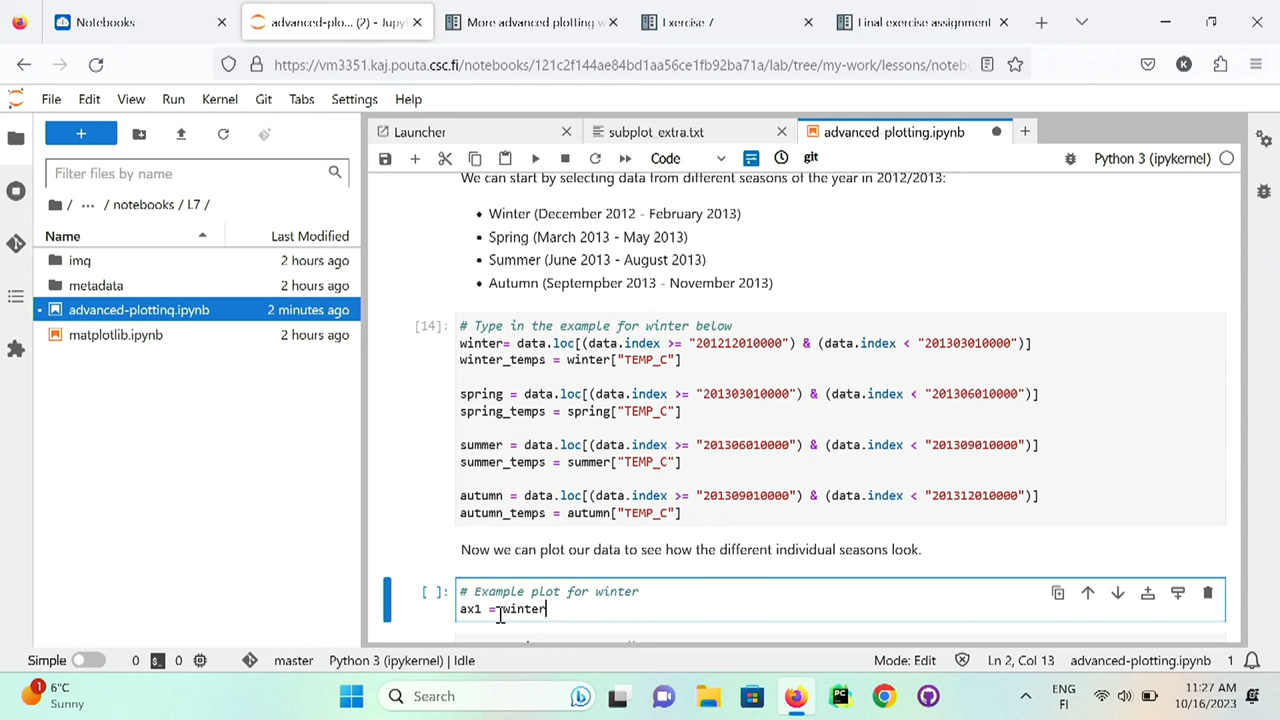 Notebooks
advanced-plo... (2) - Jupy
More advanced plotting w
Exercise 7
Final exercise assignment
https://vm3351.kaj.pouta.csc.fi/notebooks/121c2f144ae84bd1aa56ce1fb92ba71a/lab/tree/my-work/lessons/noteb
K
File Edit View Run Kernel Git Tabs Settings Help
Launcher
subplot_extra.txt
advanced-plotting.ipynb
Filter files by name
Code
git
Python 3 (ipykernel)
/ ... / notebooks / L7 /
Name
Last Modified
img 2 hours ago
metadata 2 hours ago
advanced-plotting.ipynb 2 minutes ago
matplotlib.ipynb 2 hours ago
We can start by selecting data from different seasons of the year in 2012/2013:
• Winter (December 2012 - February 2013)
• Spring (March 2013 - May 2013)
• Summer (June 2013 - August 2013)
• Autumn (Septempber 2013 - November 2013)
[14]:
# Type in the example for winter below
winter= data.loc[(data.index >= "201212010000") & (data.index < "201303010000")]
winter_temps = winter["TEMP_C"]
spring = data.loc[(data.index >= "201303010000") & (data.index < "201306010000")]
spring_temps = spring["TEMP_C"]
summer = data.loc[(data.index >= "201306010000") & (data.index < "201309010000")]
summer_temps = summer["TEMP_C"]
autumn = data.loc[(data.index >= "201309010000") & (data.index < "201312010000")]
autumn_temps = autumn["TEMP_C"]
Now we can plot our data to see how the different individual seasons look.
[ ]:
# Example plot for winter
ax1 = winter
Simple 0 0 master Python 3 (ipykernel) | Idle
Mode: Edit Ln 2, Col 13 advanced-plotting.ipynb 1
1
6°C
Sunny
Search
PC
ENG
FI
11:27 AM
10/16/2023